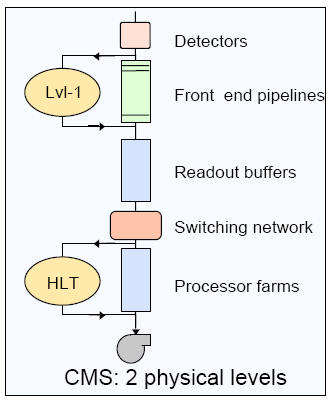 Detectors
Lvl-1
Front end pipelines
Readout buffers
Switching network
HLT
Processor farms
CMS: 2 physical levels